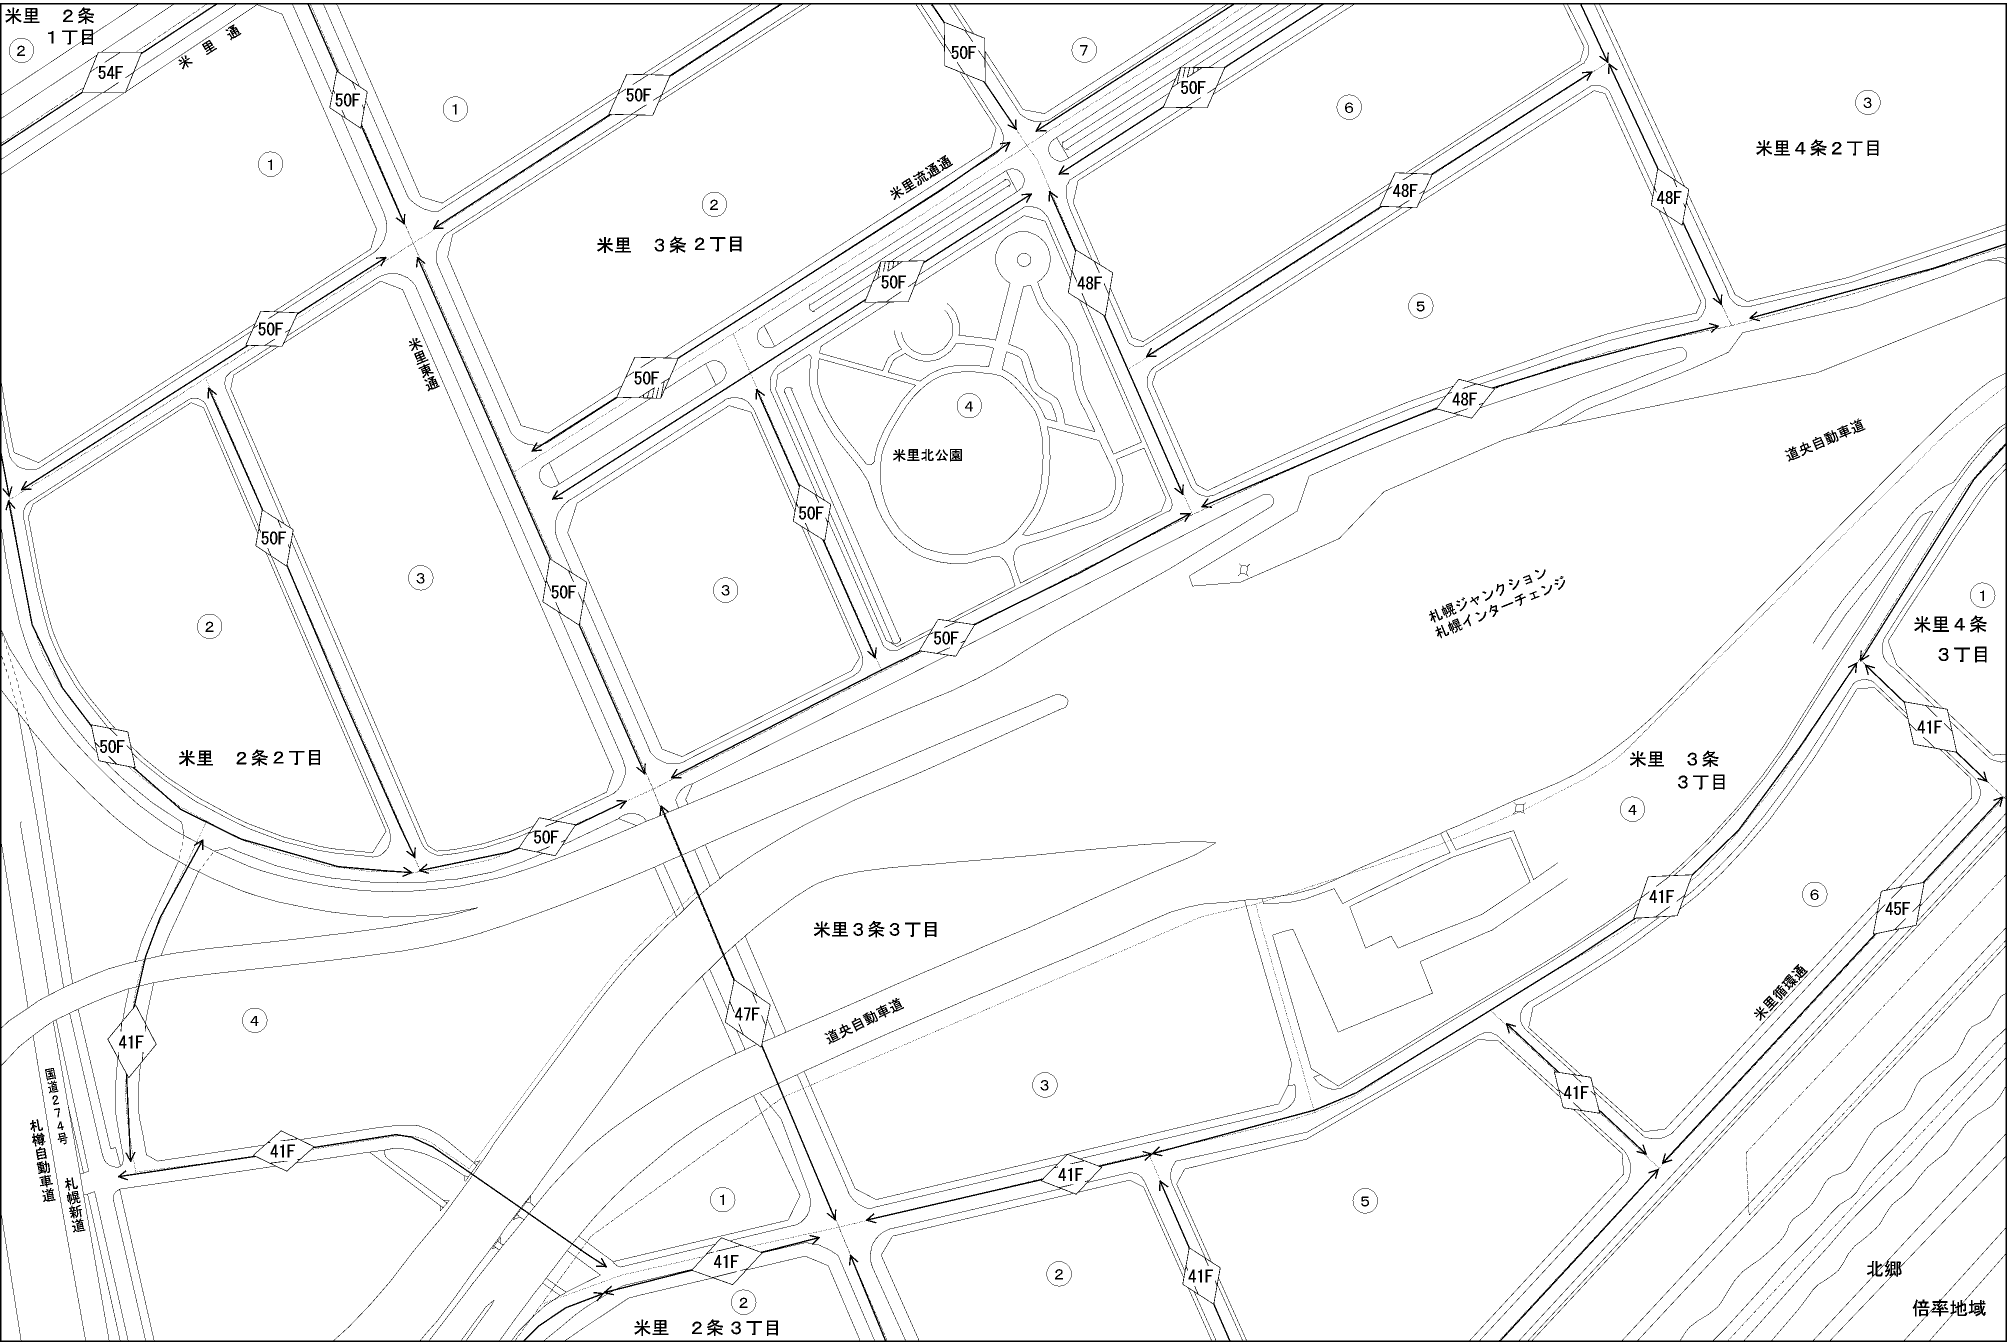 米里　２条
１丁目
②
54F
米里通
50F
①
①
50F
50F
⑦
50F
⑥
③
米里４条２丁目
②
米里　３条２丁目
米里流通通
48F
48F
50F
48F
⑤
50F
米里東通
50F
④
48F
米里北公園
道央自動車道
50F
50F
③
50F
③
②
50F
札幌ジャンクション
札幌インターチェンジ
①
米里４条
３丁目
50F
米里　２条２丁目
50F
41F
米里　３条
３丁目
④
米里３条３丁目
41F
⑥
45F
米里循環通
47F
道央自動車道
④
41F
国道２７４号
札樽自動車道
札幌新道
41F
③
41F
41F
①
⑤
41F
②
41F
②
米里　２条３丁目
北郷
倍率地域